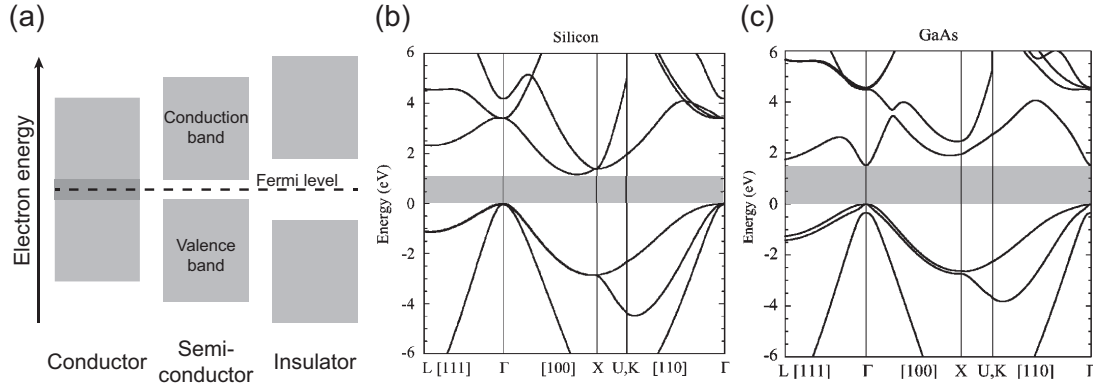 (a)
Electron energy
Conduction
band
Fermi level
Valence
band
Conductor
Semi-
conductor
Insulator
(b)
Silicon
Energy (eV)
6
4
2
0
-2
-4
-6
L [111] Γ [100] X U,K [110] Γ
(c)
GaAs
Energy (eV)
6
4
2
0
-2
-4
-6
L [111] Γ [100] X U,K [110] Γ